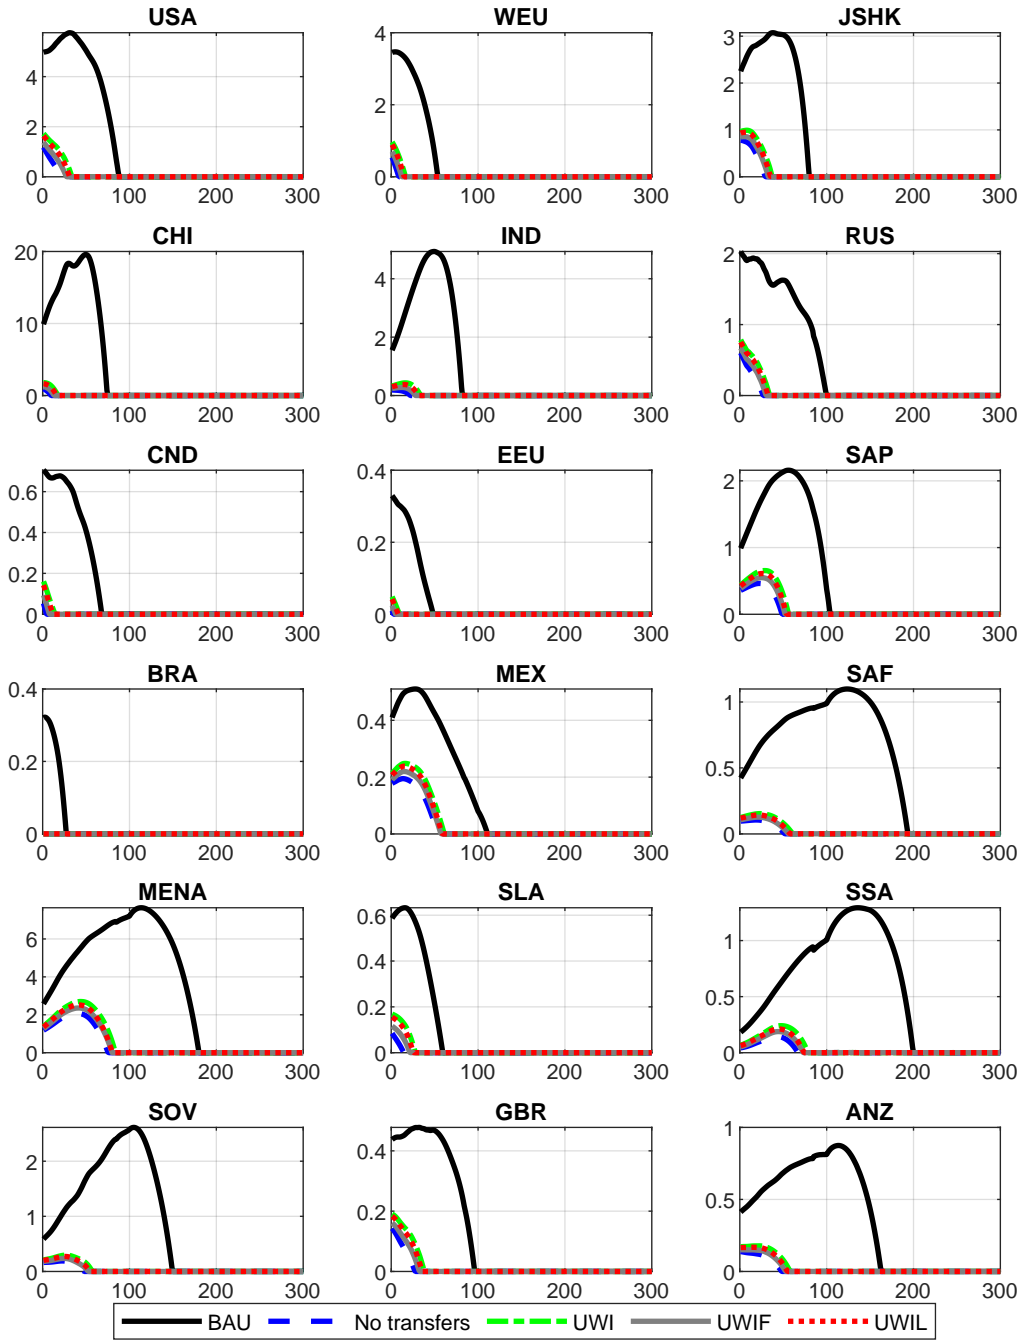 USA WEU JSHK
6 4 3
4 2 2
2 1
0 0 0
0 100 200 300 0 100 200 300 0 100 200 300
CHI IND RUS
20 4 2
10 2 1
0 0 0
0 100 200 300 0 100 200 300 0 100 200 300
CND EEU SAP
0.6 0.4 2
0.4 0.2 1
0.2
0 0 0
0 100 200 300 0 100 200 300 0 100 200 300
BRA MEX SAF
0.4 0.4 1
0.2 0.2 0.5
0 0 0
0 100 200 300 0 100 200 300 0 100 200 300
MENA SLA SSA
6 0.6 1
4 0.4 0.5
2 0.2
0 0 0
0 100 200 300 0 100 200 300 0 100 200 300
SOV GBR ANZ
2 0.4 1
1 0.2 0.5
0 0 0
0 100 200 300 0 100 200 300 0 100 200 300
BAU No transfers UWI UWIF UWIL